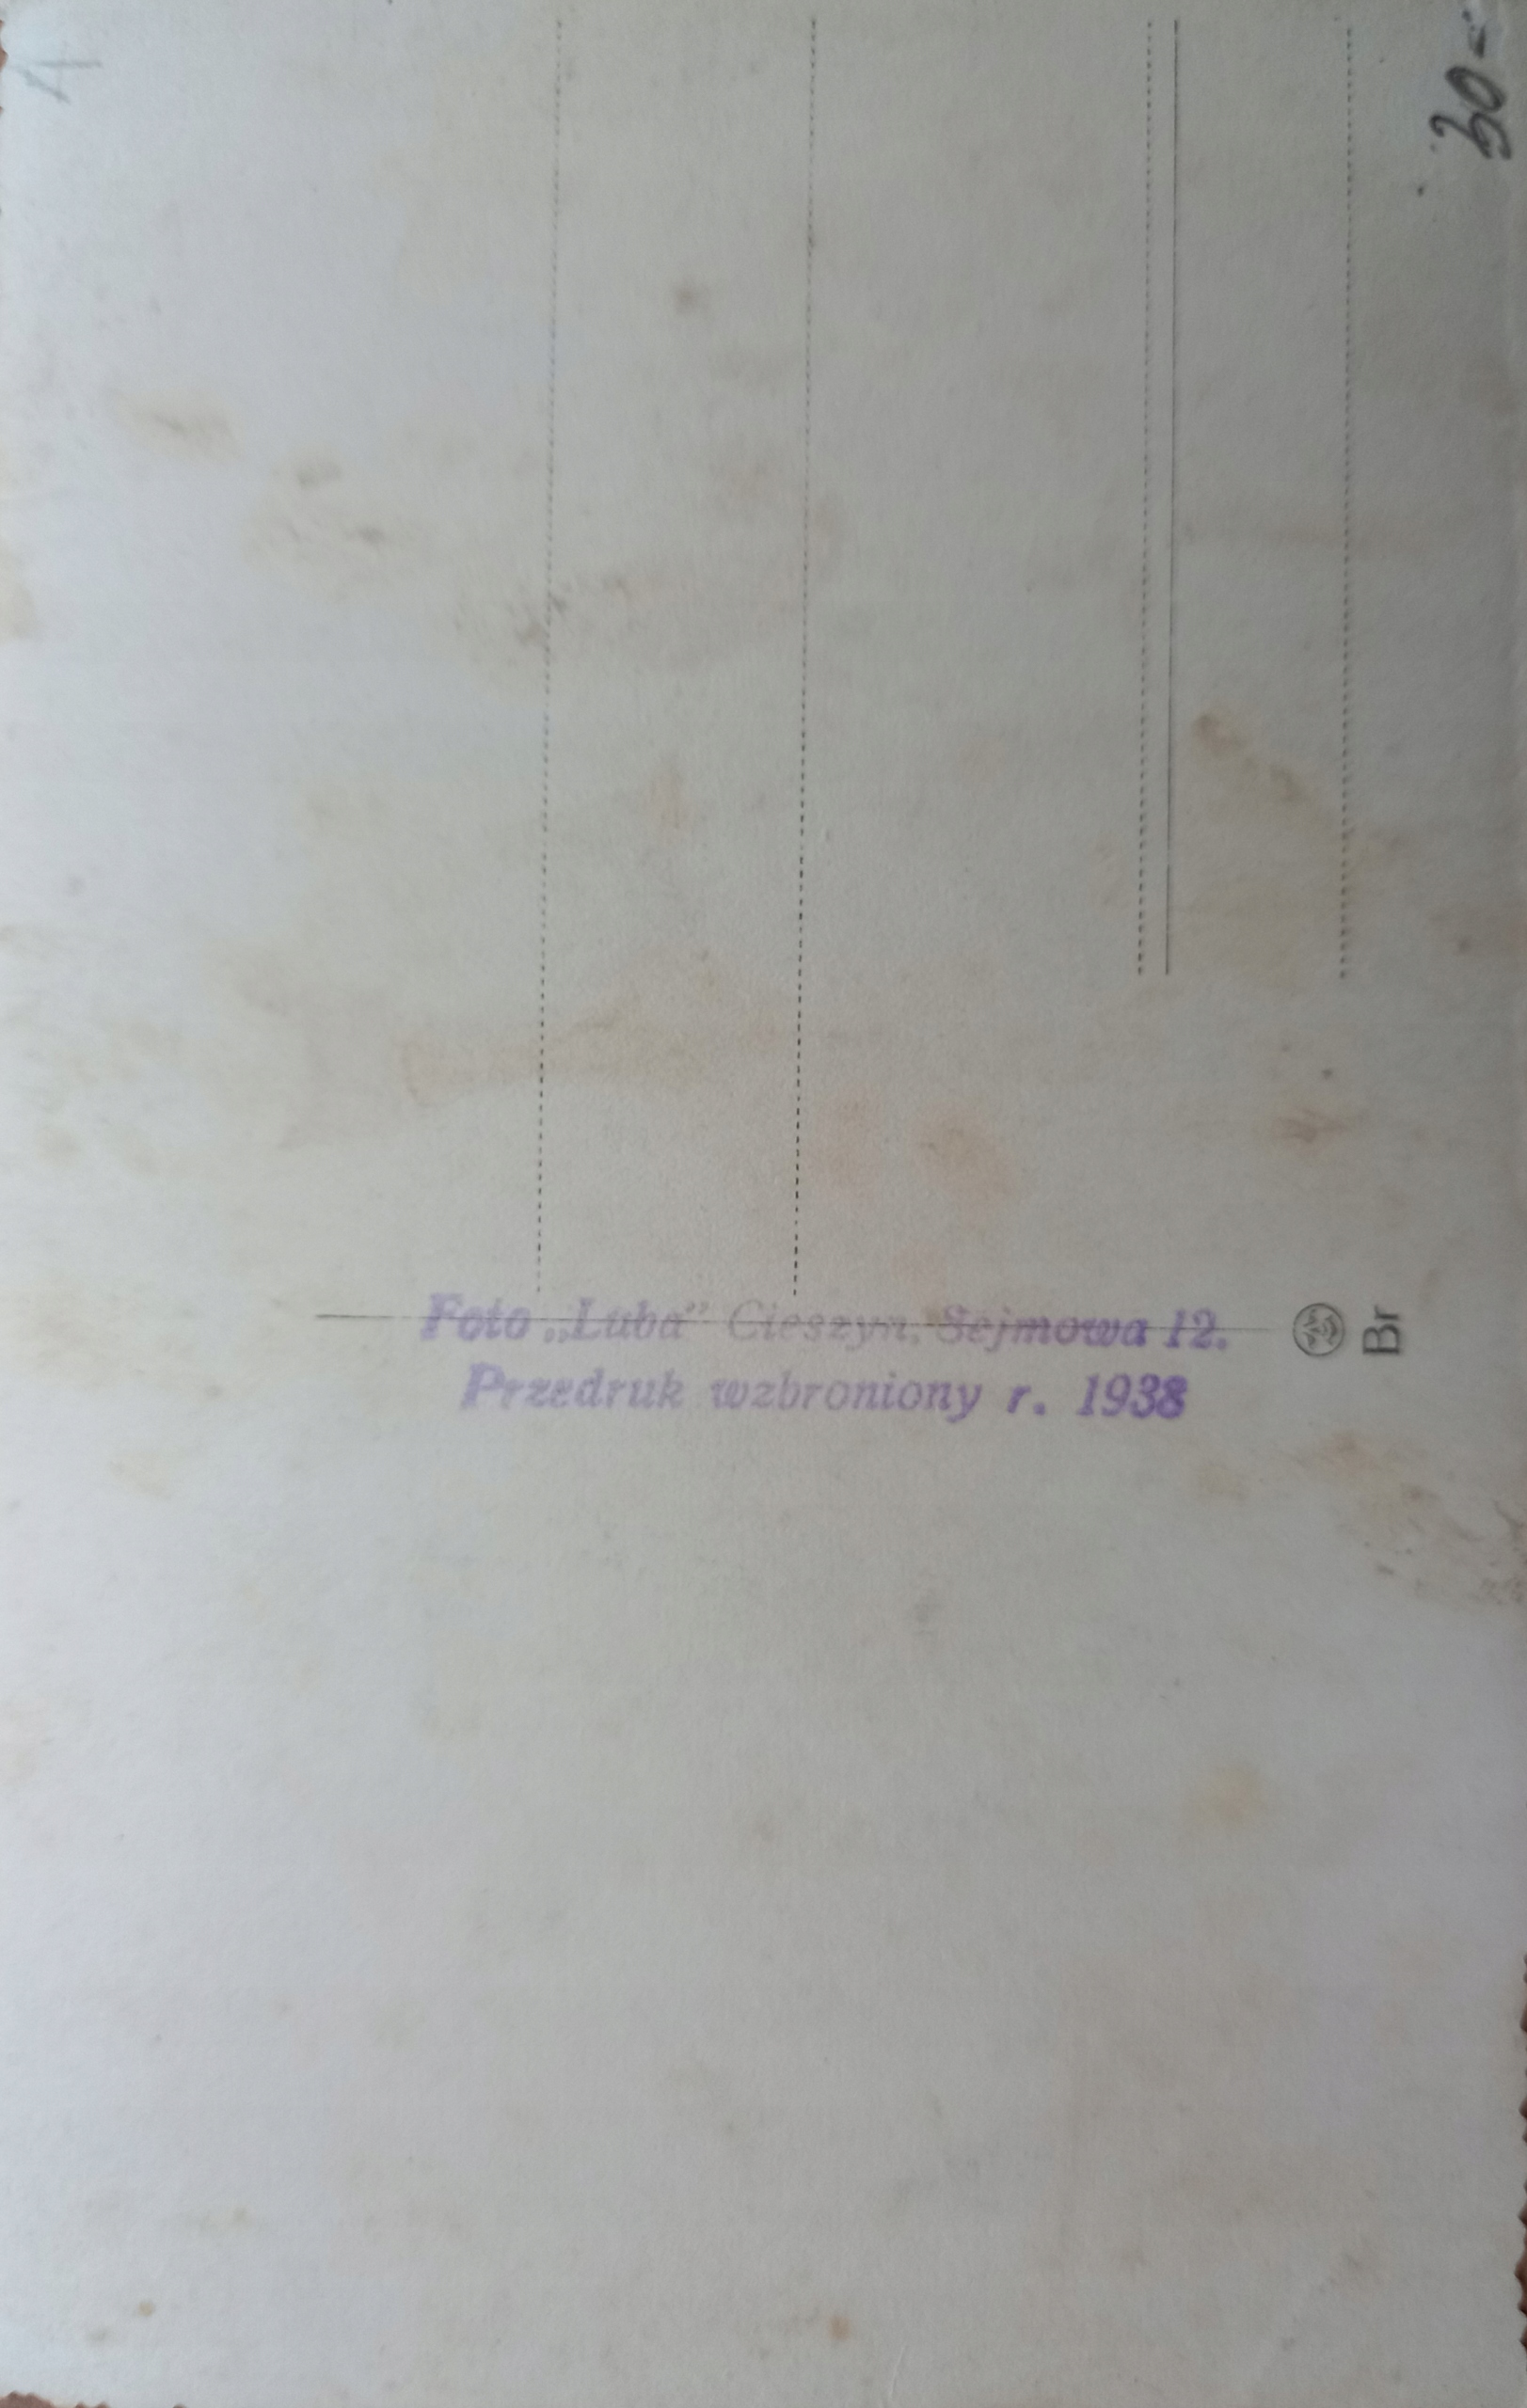 Foto „Luba” Cieszyn, Sejmowa 12.
Przedruk wzbroniony r. 1938
Br
30=